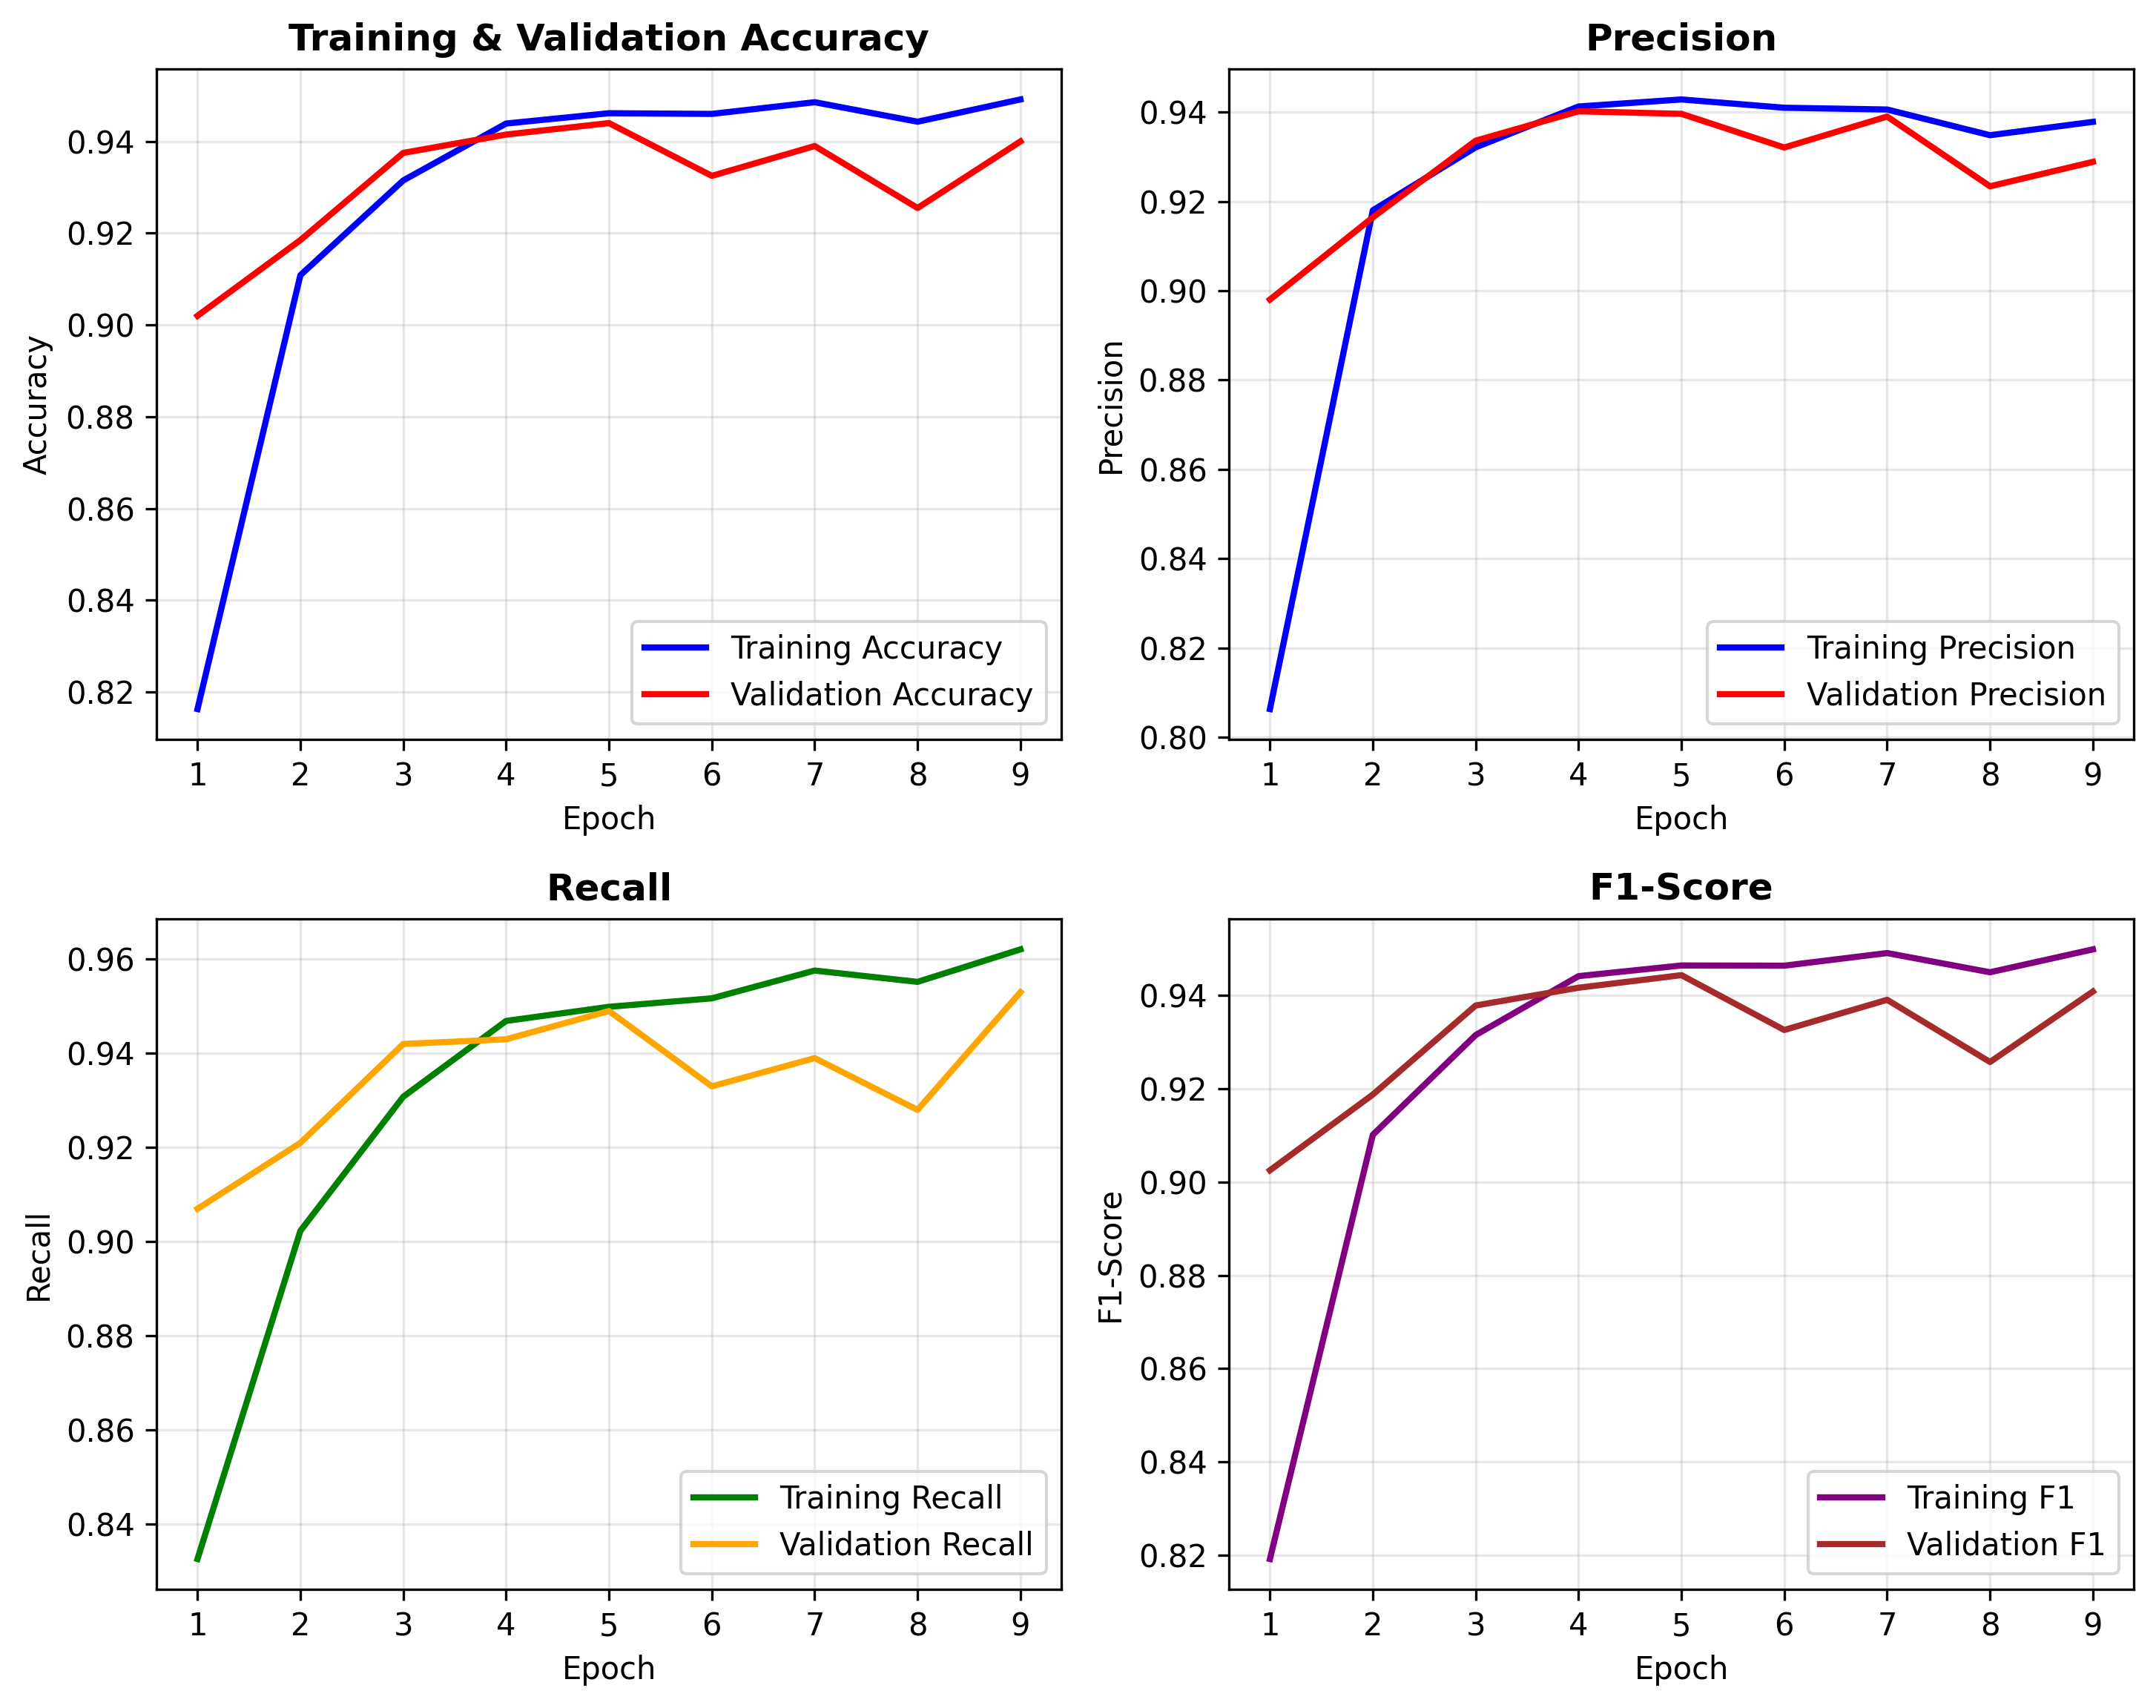 Training & Validation Accuracy
Accuracy
0.94
0.92
0.90
0.88
0.86
0.84
0.82
1 2 3 4 5 6 7 8 9
Epoch
Training Accuracy
Validation Accuracy
Precision
Precision
0.94
0.92
0.90
0.88
0.86
0.84
0.82
0.80
1 2 3 4 5 6 7 8 9
Epoch
Training Precision
Validation Precision
Recall
Recall
0.96
0.94
0.92
0.90
0.88
0.86
0.84
1 2 3 4 5 6 7 8 9
Epoch
Training Recall
Validation Recall
F1-Score
F1-Score
0.94
0.92
0.90
0.88
0.86
0.84
0.82
1 2 3 4 5 6 7 8 9
Epoch
Training F1
Validation F1